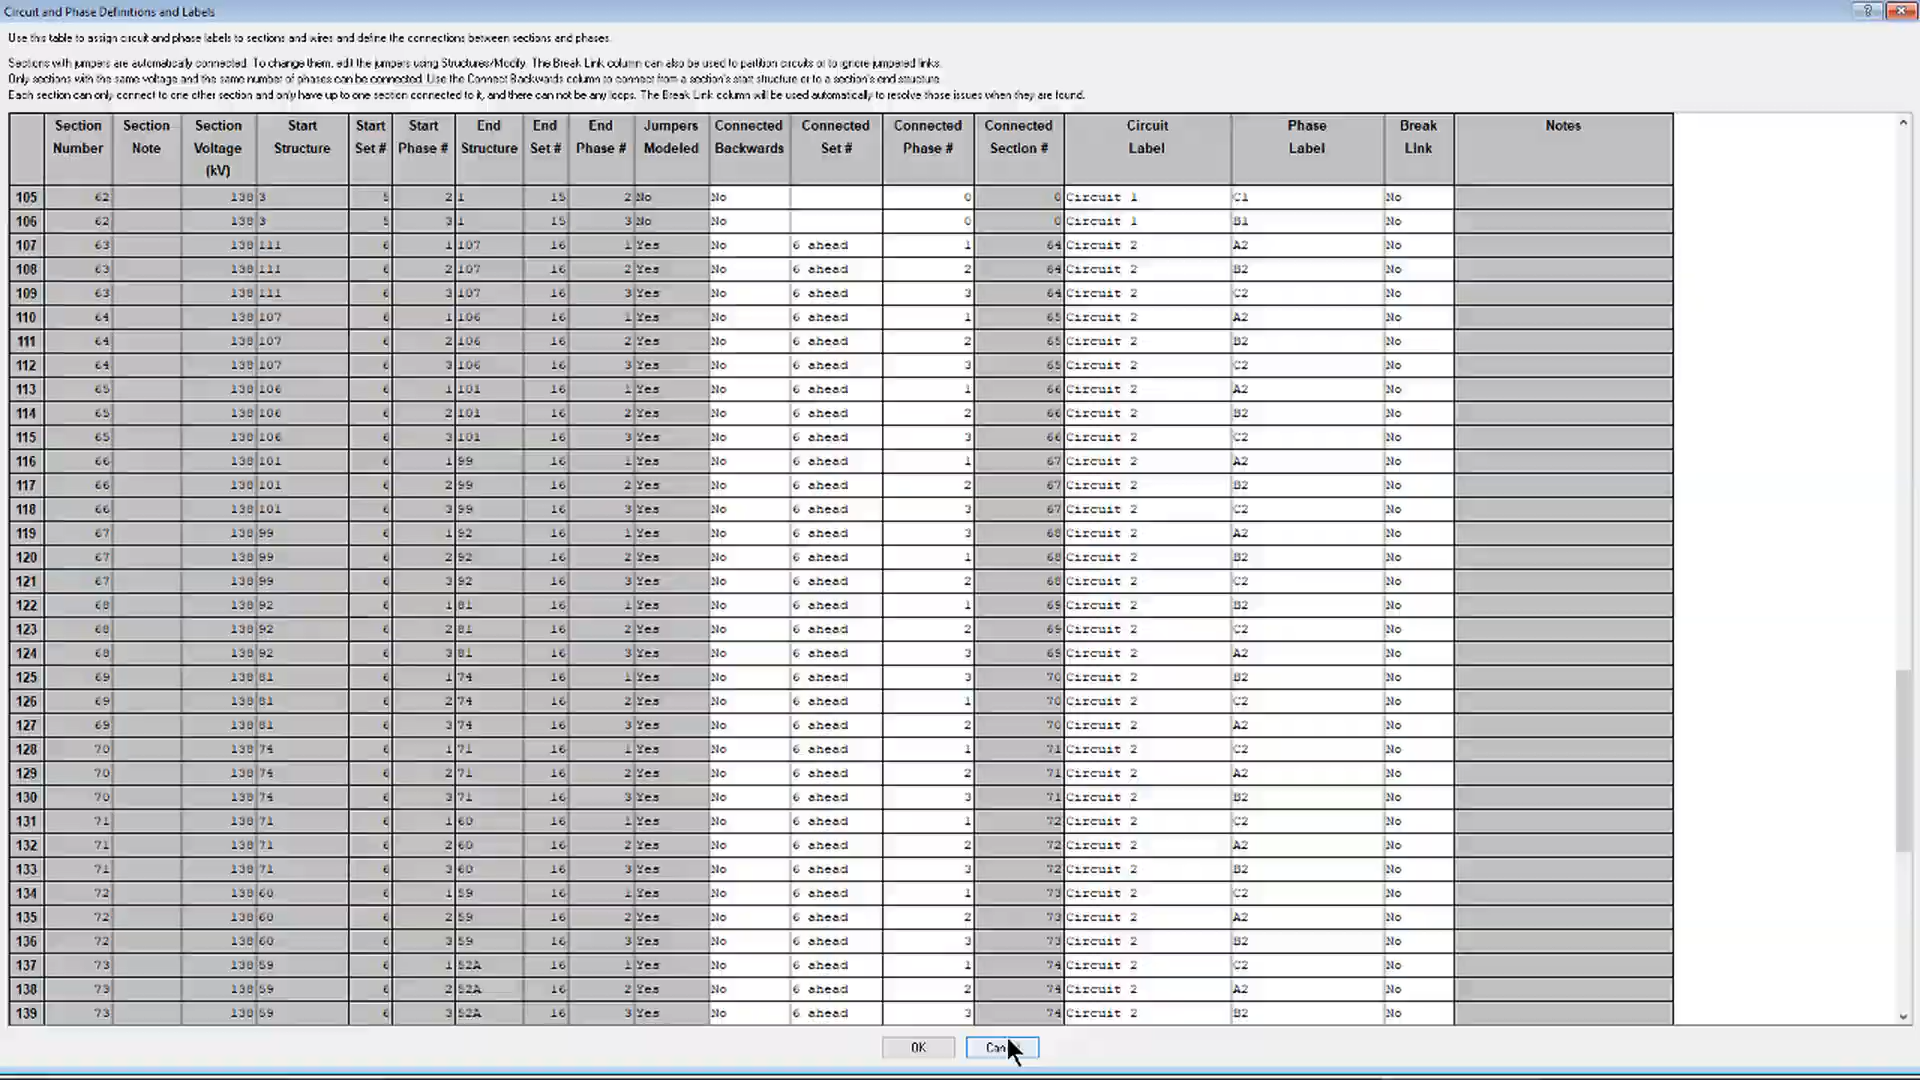 Circuit and Phase Definitions and Labels
Use this table to assign circuit and phase labels to sections and wires and define the connections between sections and phases.
Sections with jumpers are automatically connected. To change them, edit the jumpers using Structures/Modify. The Break Link column can also be used to partition circuits or to ignore jumpered links.
Only sections with the same voltage and the same number of phases can be connected. Use the Connect Backwards column to connect from a section's start structure or to a section's end structure.
Each section can only connect to one other section and only have up to one section connected to it, and there can not be any loops. The Break Link column will be used automatically to resolve those issues when they are found.
Section Number Section Note Section Voltage (kV) Start Structure Start Set # Start Phase # End Structure End Set # End Phase # Jumpers Modeled Connected Backwards Connected Set # Connected Phase # Connected Section # Circuit Label Phase Label Break Link Notes
105 62 138 3 5 2 1 15 2 No No 0 0 Circuit 1 C1 No
106 62 138 3 5 3 1 15 3 No No 0 0 Circuit 1 B1 No
107 63 138 111 6 1 107 16 1 Yes No 6 ahead 1 64 Circuit 2 A2 No
108 63 138 111 6 2 107 16 2 Yes No 6 ahead 2 64 Circuit 2 B2 No
109 63 138 111 6 3 107 16 3 Yes No 6 ahead 3 64 Circuit 2 C2 No
110 64 138 107 6 1 106 16 1 Yes No 6 ahead 1 65 Circuit 2 A2 No
111 64 138 107 6 2 106 16 2 Yes No 6 ahead 2 65 Circuit 2 B2 No
112 64 138 107 6 3 106 16 3 Yes No 6 ahead 3 65 Circuit 2 C2 No
113 65 138 106 6 1 101 16 1 Yes No 6 ahead 1 66 Circuit 2 A2 No
114 65 138 106 6 2 101 16 2 Yes No 6 ahead 2 66 Circuit 2 B2 No
115 65 138 106 6 3 101 16 3 Yes No 6 ahead 3 66 Circuit 2 C2 No
116 66 138 101 6 1 99 16 1 Yes No 6 ahead 1 67 Circuit 2 A2 No
117 66 138 101 6 2 99 16 2 Yes No 6 ahead 2 67 Circuit 2 B2 No
118 66 138 101 6 3 99 16 3 Yes No 6 ahead 3 67 Circuit 2 C2 No
119 67 138 99 6 1 92 16 1 Yes No 6 ahead 3 68 Circuit 2 A2 No
120 67 138 99 6 2 92 16 2 Yes No 6 ahead 1 68 Circuit 2 B2 No
121 67 138 99 6 3 92 16 3 Yes No 6 ahead 2 68 Circuit 2 C2 No
122 68 138 92 6 1 81 16 1 Yes No 6 ahead 1 69 Circuit 2 B2 No
123 68 138 92 6 2 81 16 2 Yes No 6 ahead 2 69 Circuit 2 C2 No
124 68 138 92 6 3 81 16 3 Yes No 6 ahead 3 69 Circuit 2 A2 No
125 69 138 81 6 1 74 16 1 Yes No 6 ahead 3 70 Circuit 2 B2 No
126 69 138 81 6 2 74 16 2 Yes No 6 ahead 1 70 Circuit 2 C2 No
127 69 138 81 6 3 74 16 3 Yes No 6 ahead 2 70 Circuit 2 A2 No
128 70 138 74 6 1 71 16 1 Yes No 6 ahead 1 71 Circuit 2 C2 No
129 70 138 74 6 2 71 16 2 Yes No 6 ahead 2 71 Circuit 2 A2 No
130 70 138 74 6 3 71 16 3 Yes No 6 ahead 3 71 Circuit 2 B2 No
131 71 138 71 6 1 60 16 1 Yes No 6 ahead 1 72 Circuit 2 C2 No
132 71 138 71 6 2 60 16 2 Yes No 6 ahead 2 72 Circuit 2 A2 No
133 71 138 71 6 3 60 16 3 Yes No 6 ahead 3 72 Circuit 2 B2 No
134 72 138 60 6 1 59 16 1 Yes No 6 ahead 1 73 Circuit 2 C2 No
135 72 138 60 6 2 59 16 2 Yes No 6 ahead 2 73 Circuit 2 A2 No
136 72 138 60 6 3 59 16 3 Yes No 6 ahead 3 73 Circuit 2 B2 No
137 73 138 59 6 1 52A 16 1 Yes No 6 ahead 1 74 Circuit 2 C2 No
138 73 138 59 6 2 52A 16 2 Yes No 6 ahead 2 74 Circuit 2 A2 No
139 73 138 59 6 3 52A 16 3 Yes No 6 ahead 3 74 Circuit 2 B2 No
OK